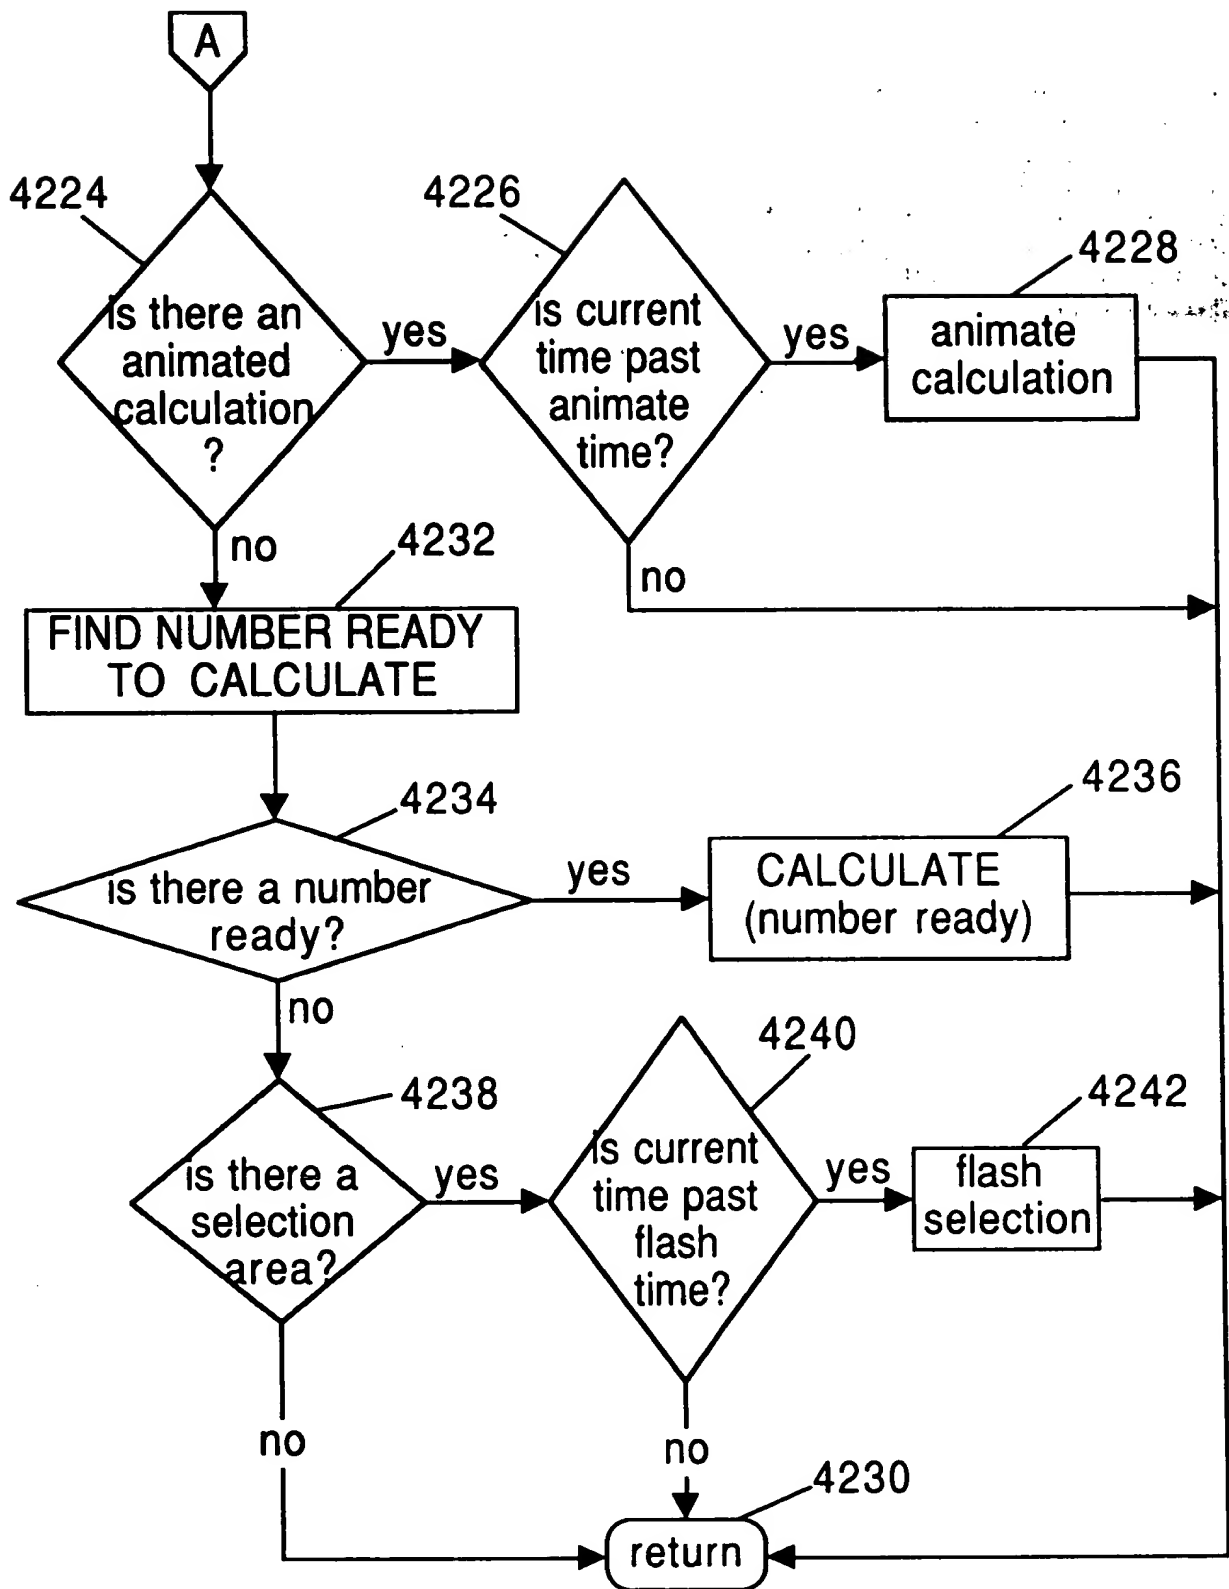 A
4224
is there an
animated
calculation
?
yes
no
4226
is current
time past
animate
time?
yes
no
4228
animate
calculation
4232
FIND NUMBER READY
TO CALCULATE
4234
is there a number
ready?
yes
no
4236
CALCULATE
(number ready)
4238
is there a
selection
area?
yes
no
4240
is current
time past
flash
time?
yes
no
4242
flash
selection
4230
return